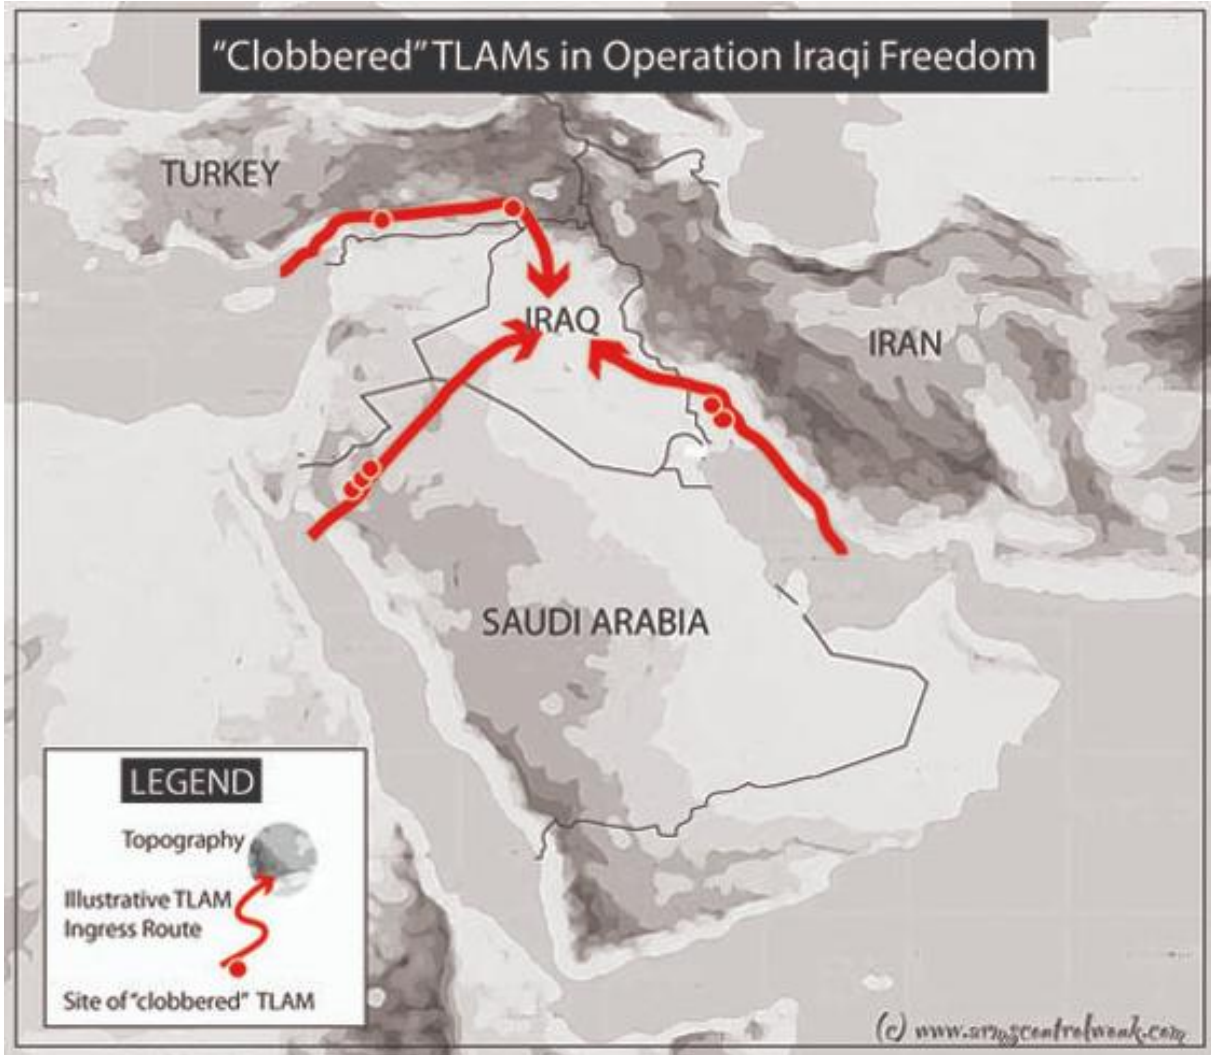 "Clobbered" TLAMs in Operation Iraqi Freedom
TURKEY
IRAQ
IRAN
SAUDI ARABIA
LEGEND
Topography
Illustrative TLAM
Ingress Route
Site of "clobbered" TLAM
(c) www.armscontrolwonk.com